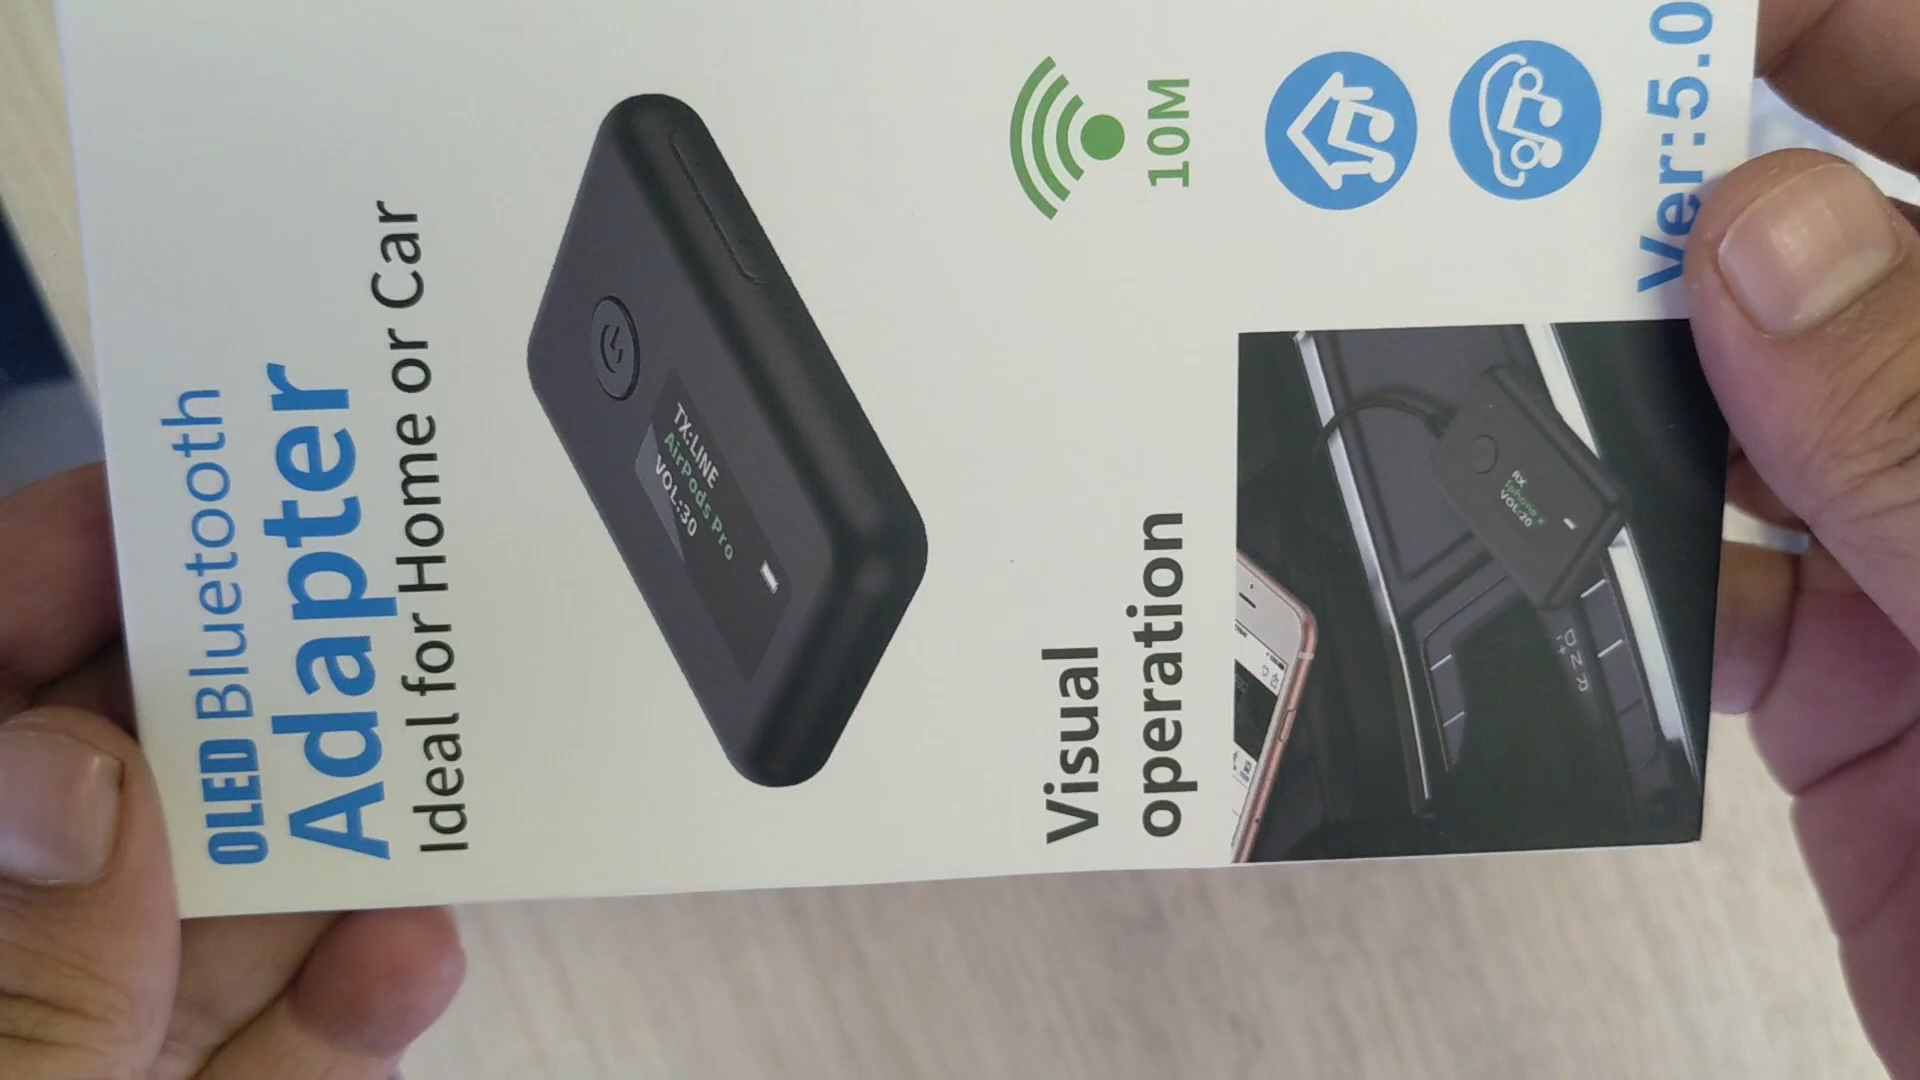 OLED Bluetooth
Adapter
Ideal for Home or Car
TX:LINE
AirPods Pro
VOL:30
10M
Visual
operation
RX
VOL:20
R
N
D
Ver:5.0